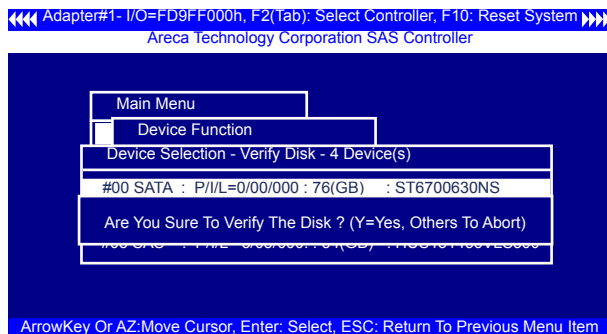 Adapter#1- I/O=FD9FF000h, F2(Tab): Select Controller, F10: Reset System
Areca Technology Corporation SAS Controller
Main Menu
Device Function
Device Selection - Verify Disk - 4 Device(s)
#00 SATA : P/I/L=0/00/000 : 76(GB) : ST6700630NS
Are You Sure To Verify The Disk ? (Y=Yes, Others To Abort)
ArrowKey Or AZ:Move Cursor, Enter: Select, ESC: Return To Previous Menu Item